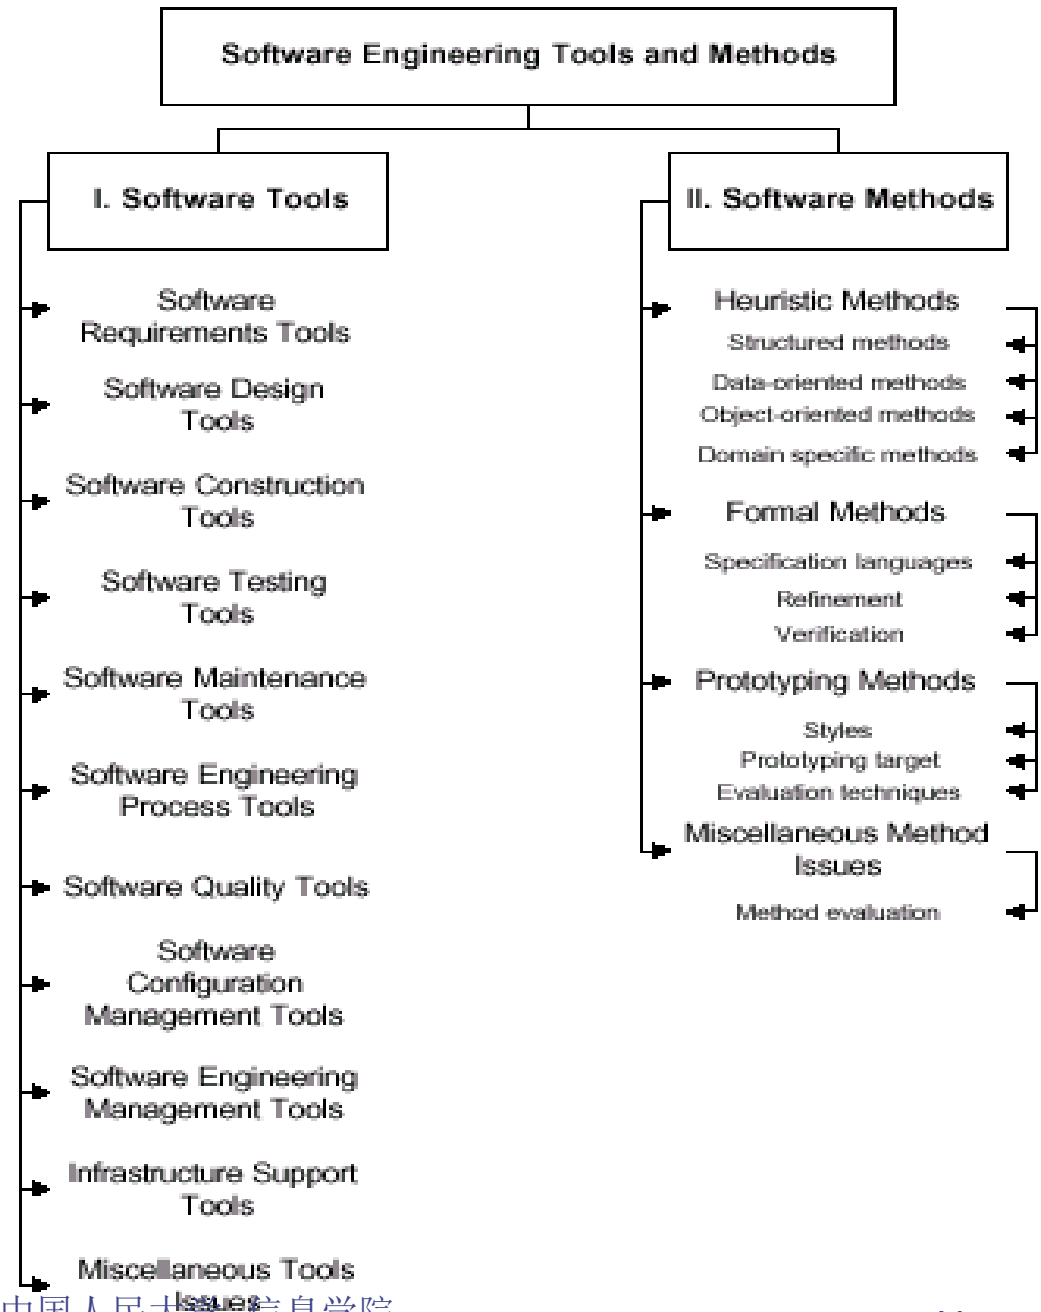 Software Engineering Tools and Methods
I. Software Tools
Software
Requirements Tools
Software Design
Tools
Software Construction
Tools
Software Testing
Tools
Software Maintenance
Tools
Software Engineering
Process Tools
Software Quality Tools
Software
Configuration
Management Tools
Software Engineering
Management Tools
Infrastructure Support
Tools
Miscellaneous Tools
Issues
II. Software Methods
Heuristic Methods
Structured methods
Data-oriented methods
Object-oriented methods
Domain specific methods
Formal Methods
Specification languages
Refinement
Verification
Prototyping Methods
Styles
Prototyping target
Evaluation techniques
Miscellaneous Method
Issues
Method evaluation
中国人民大 信息学院